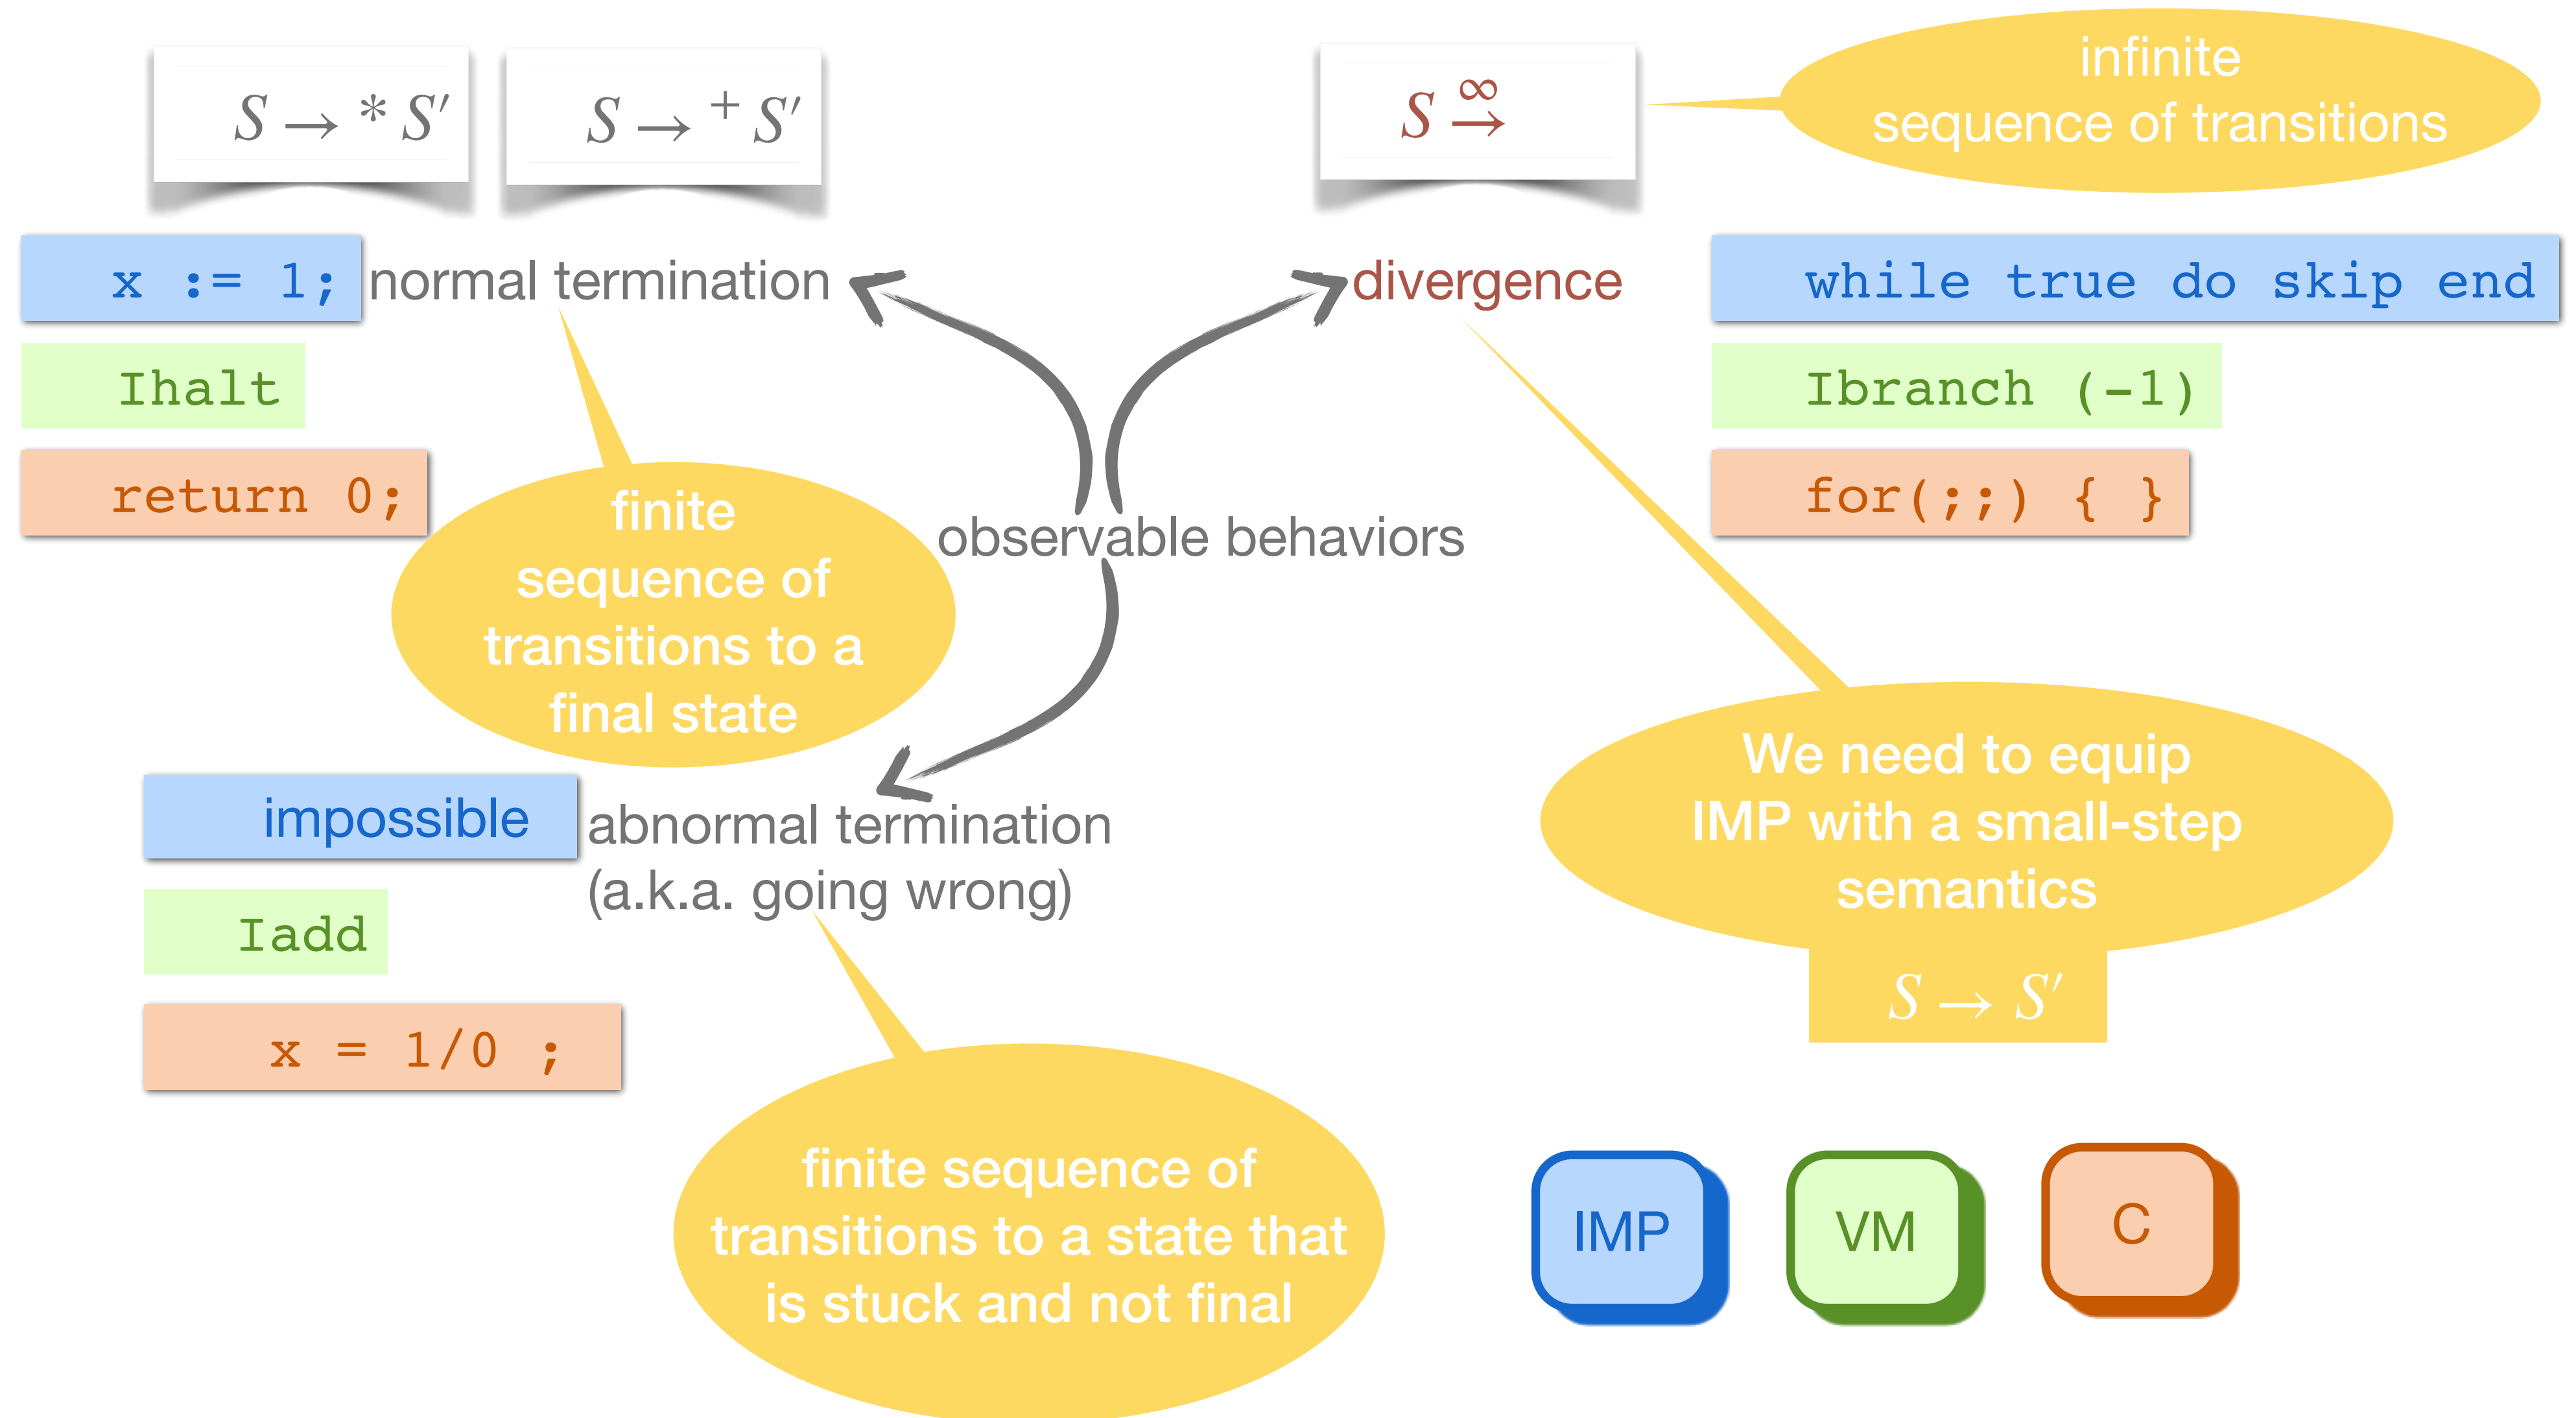 S → * S′
S → + S′
S ∞→
infinite
sequence of transitions
x := 1;
normal termination
divergence
while true do skip end
Ihalt
Ibranch (-1)
return 0;
for(;;) { }
finite
sequence of
transitions to a
final state
observable behaviors
We need to equip
IMP with a small-step
semantics
S → S′
impossible
abnormal termination
(a.k.a. going wrong)
Iadd
x = 1/0 ;
finite sequence of
transitions to a state that
is stuck and not final
IMP
VM
C